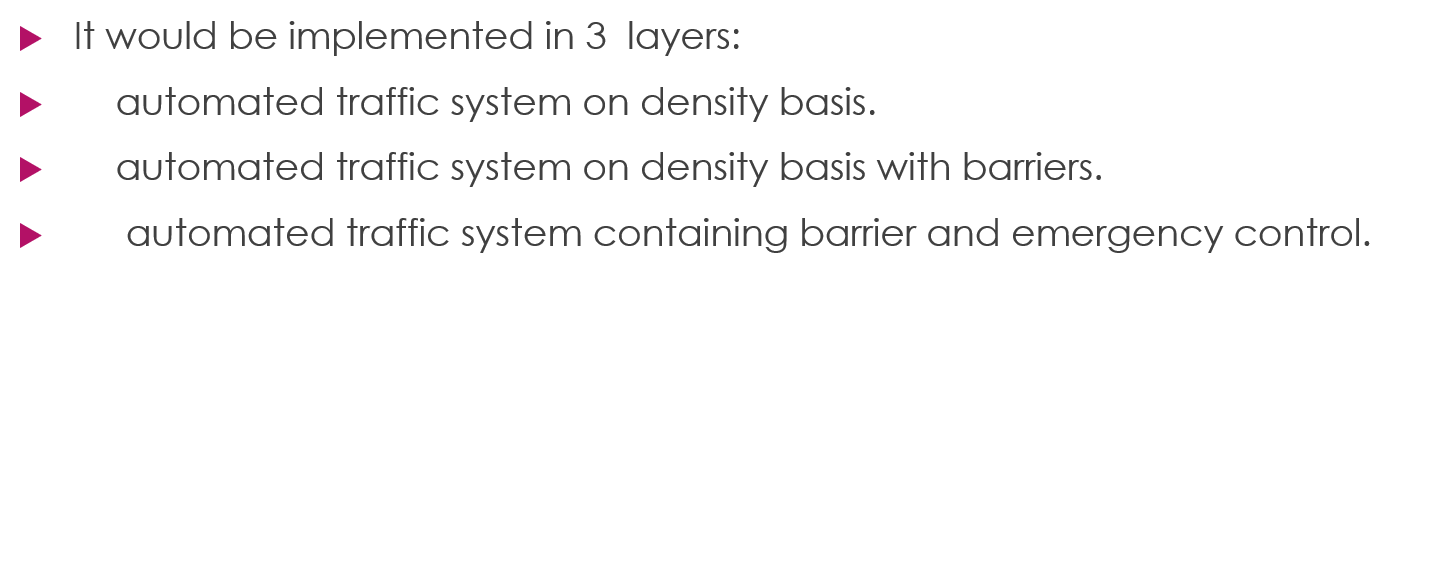 It would be implemented in 3  layers:
automated traffic system on density basis.
automated traffic system on density basis with barriers.
automated traffic system containing barrier and emergency control.